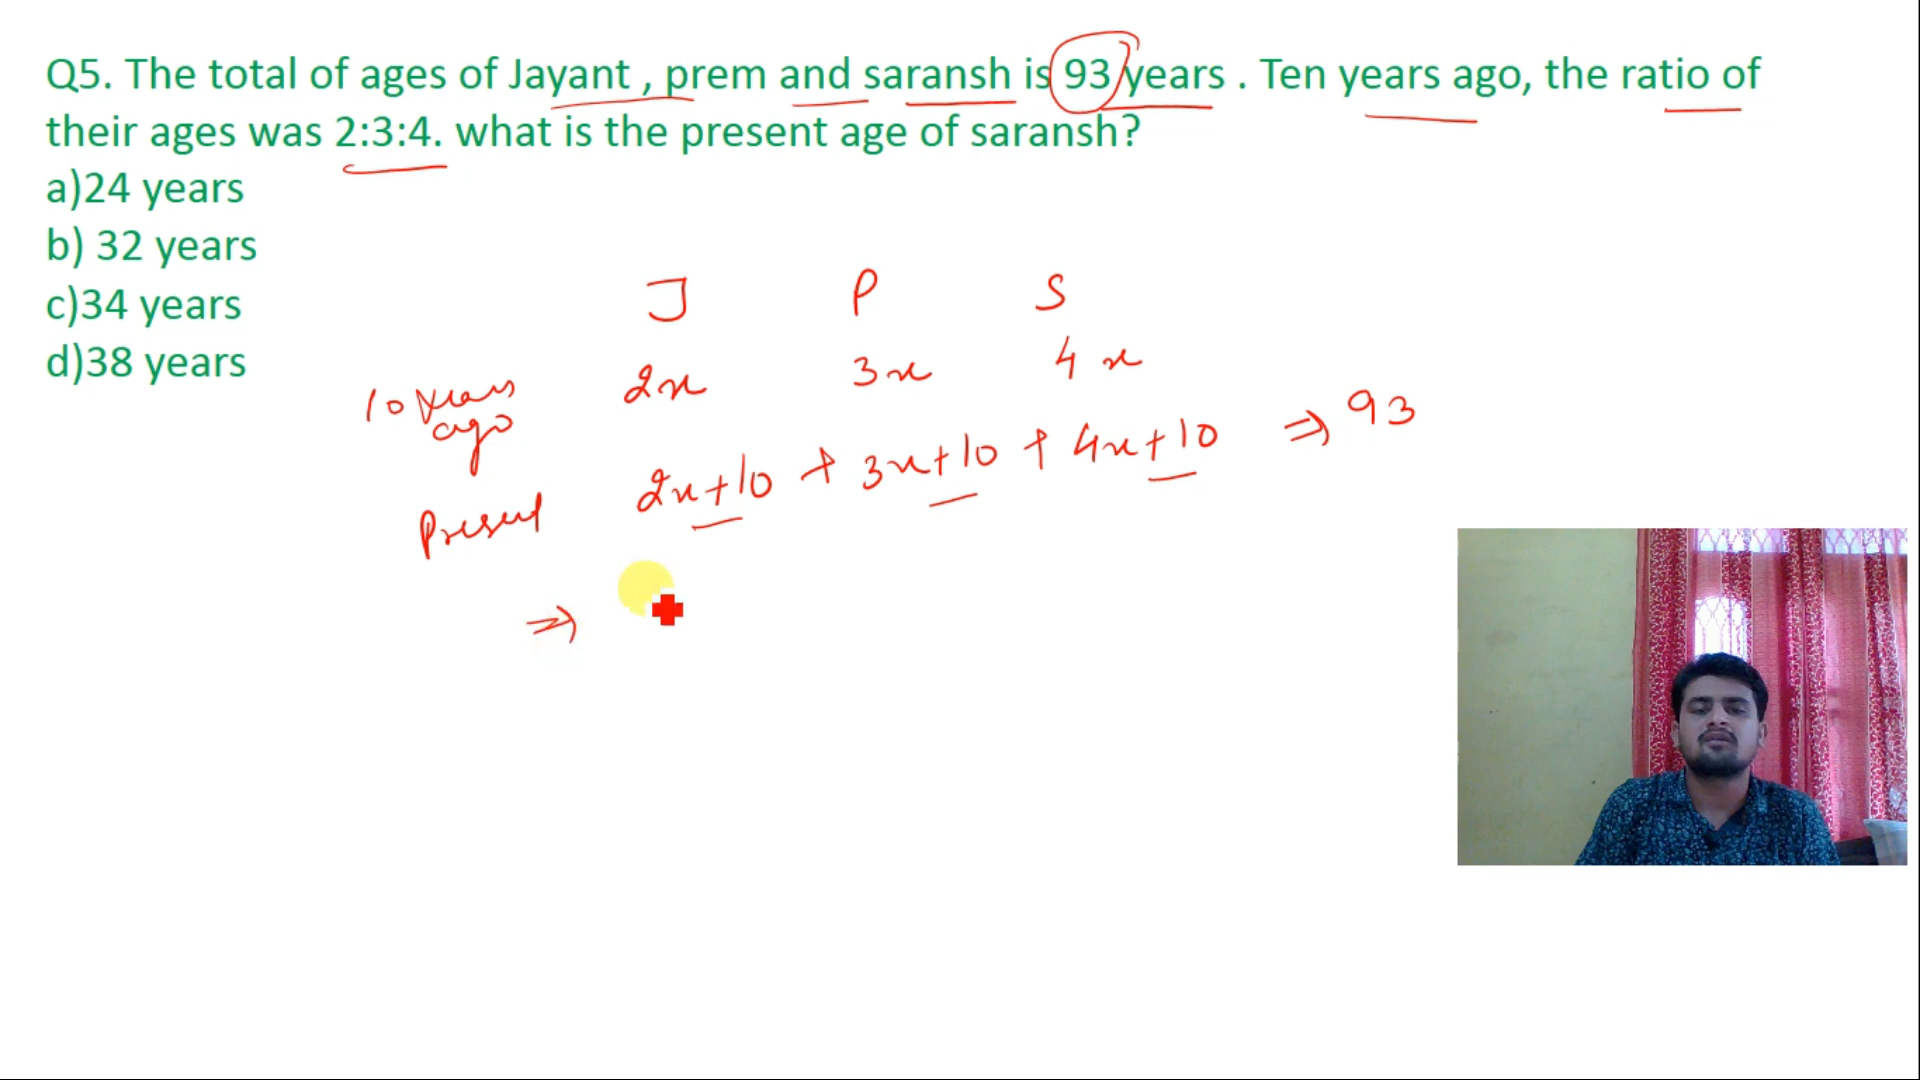 Q5. The total of ages of Jayant , prem and saransh is 93 years . Ten years ago, the ratio of
their ages was 2:3:4. what is the present age of saransh?
a)24 years
b) 32 years
c)34 years
d)38 years
J P S
10 Years ago 2x 3x 4x
Present 2x+10 + 3x+10 + 4x+10 ⇒ 93
⇒